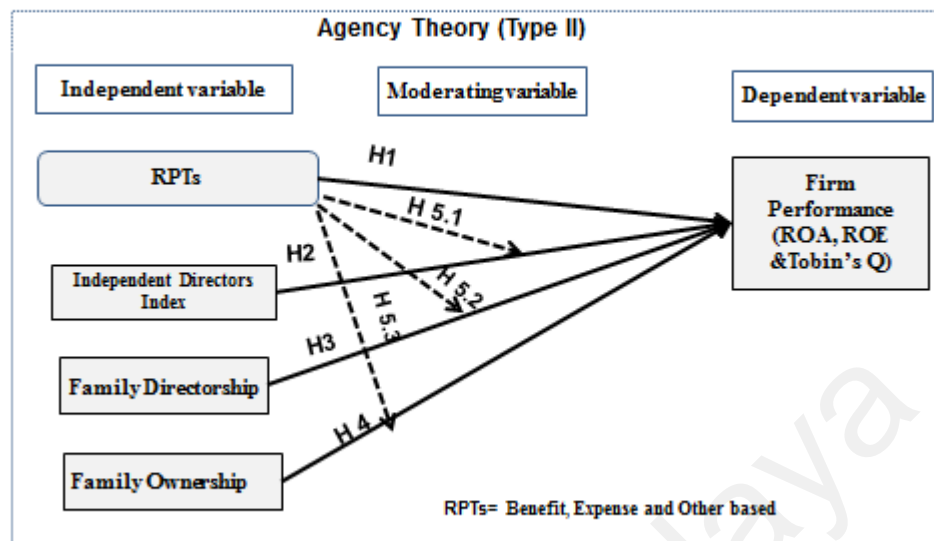 Agency Theory (Type II)
Independent variable
Moderating variable
Dependent variable
RPTs
H1
Firm
Performance
(ROA, ROE
&Tobin's Q)
H 5.1
H2
Independent Directors
Index
H 5.2
H 5.3
H3
Family Directorship
H 4
Family Ownership
RPTs= Benefit, Expense and Other based
laya